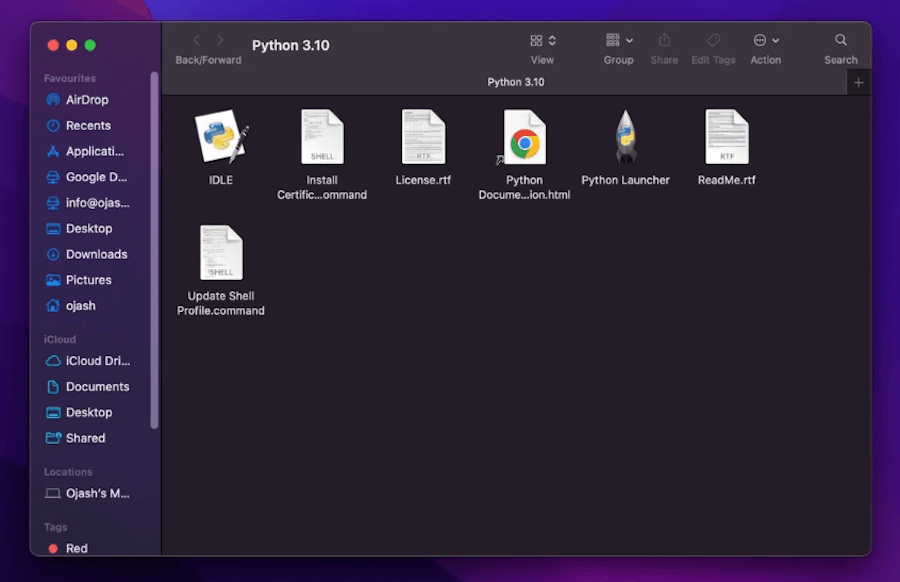 Favourites
AirDrop
Recents
Applicati...
Google D...
info@ojas...
Desktop
Downloads
Pictures
ojash
iCloud
iCloud Dri...
Documents
Desktop
Shared
Locations
Ojash's M...
Tags
Red
Back/Forward
Python 3.10
View
Group
Share
Edit Tags
Action
Search
Python 3.10
IDLE
SHELL
Install
Certific...ommand
RTF
License.rtf
Python
Docume...ion.html
Python Launcher
RTF
ReadMe.rtf
SHELL
Update Shell
Profile.command